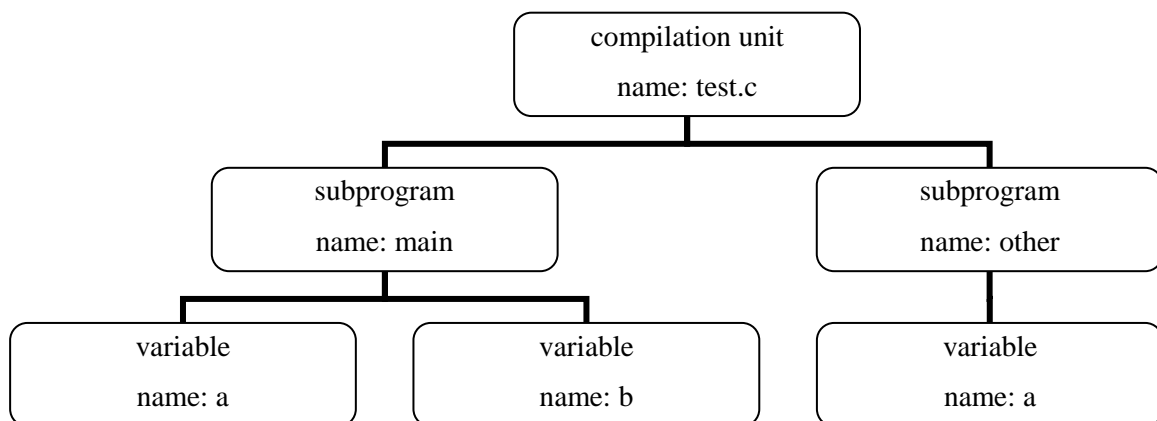 compilation unit
name: test.c
subprogram
name: main
subprogram
name: other
variable
name: a
variable
name: b
variable
name: a